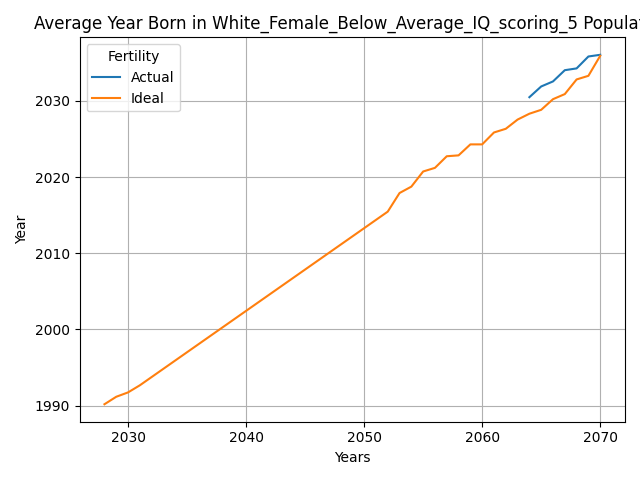 Average Year Born in White_Female_Below_Average_IQ_scoring_5 Populat
Fertility
Actual
Ideal
2030
2020
2010
2000
1990
Year
2030 2040 2050 2060 2070
Years